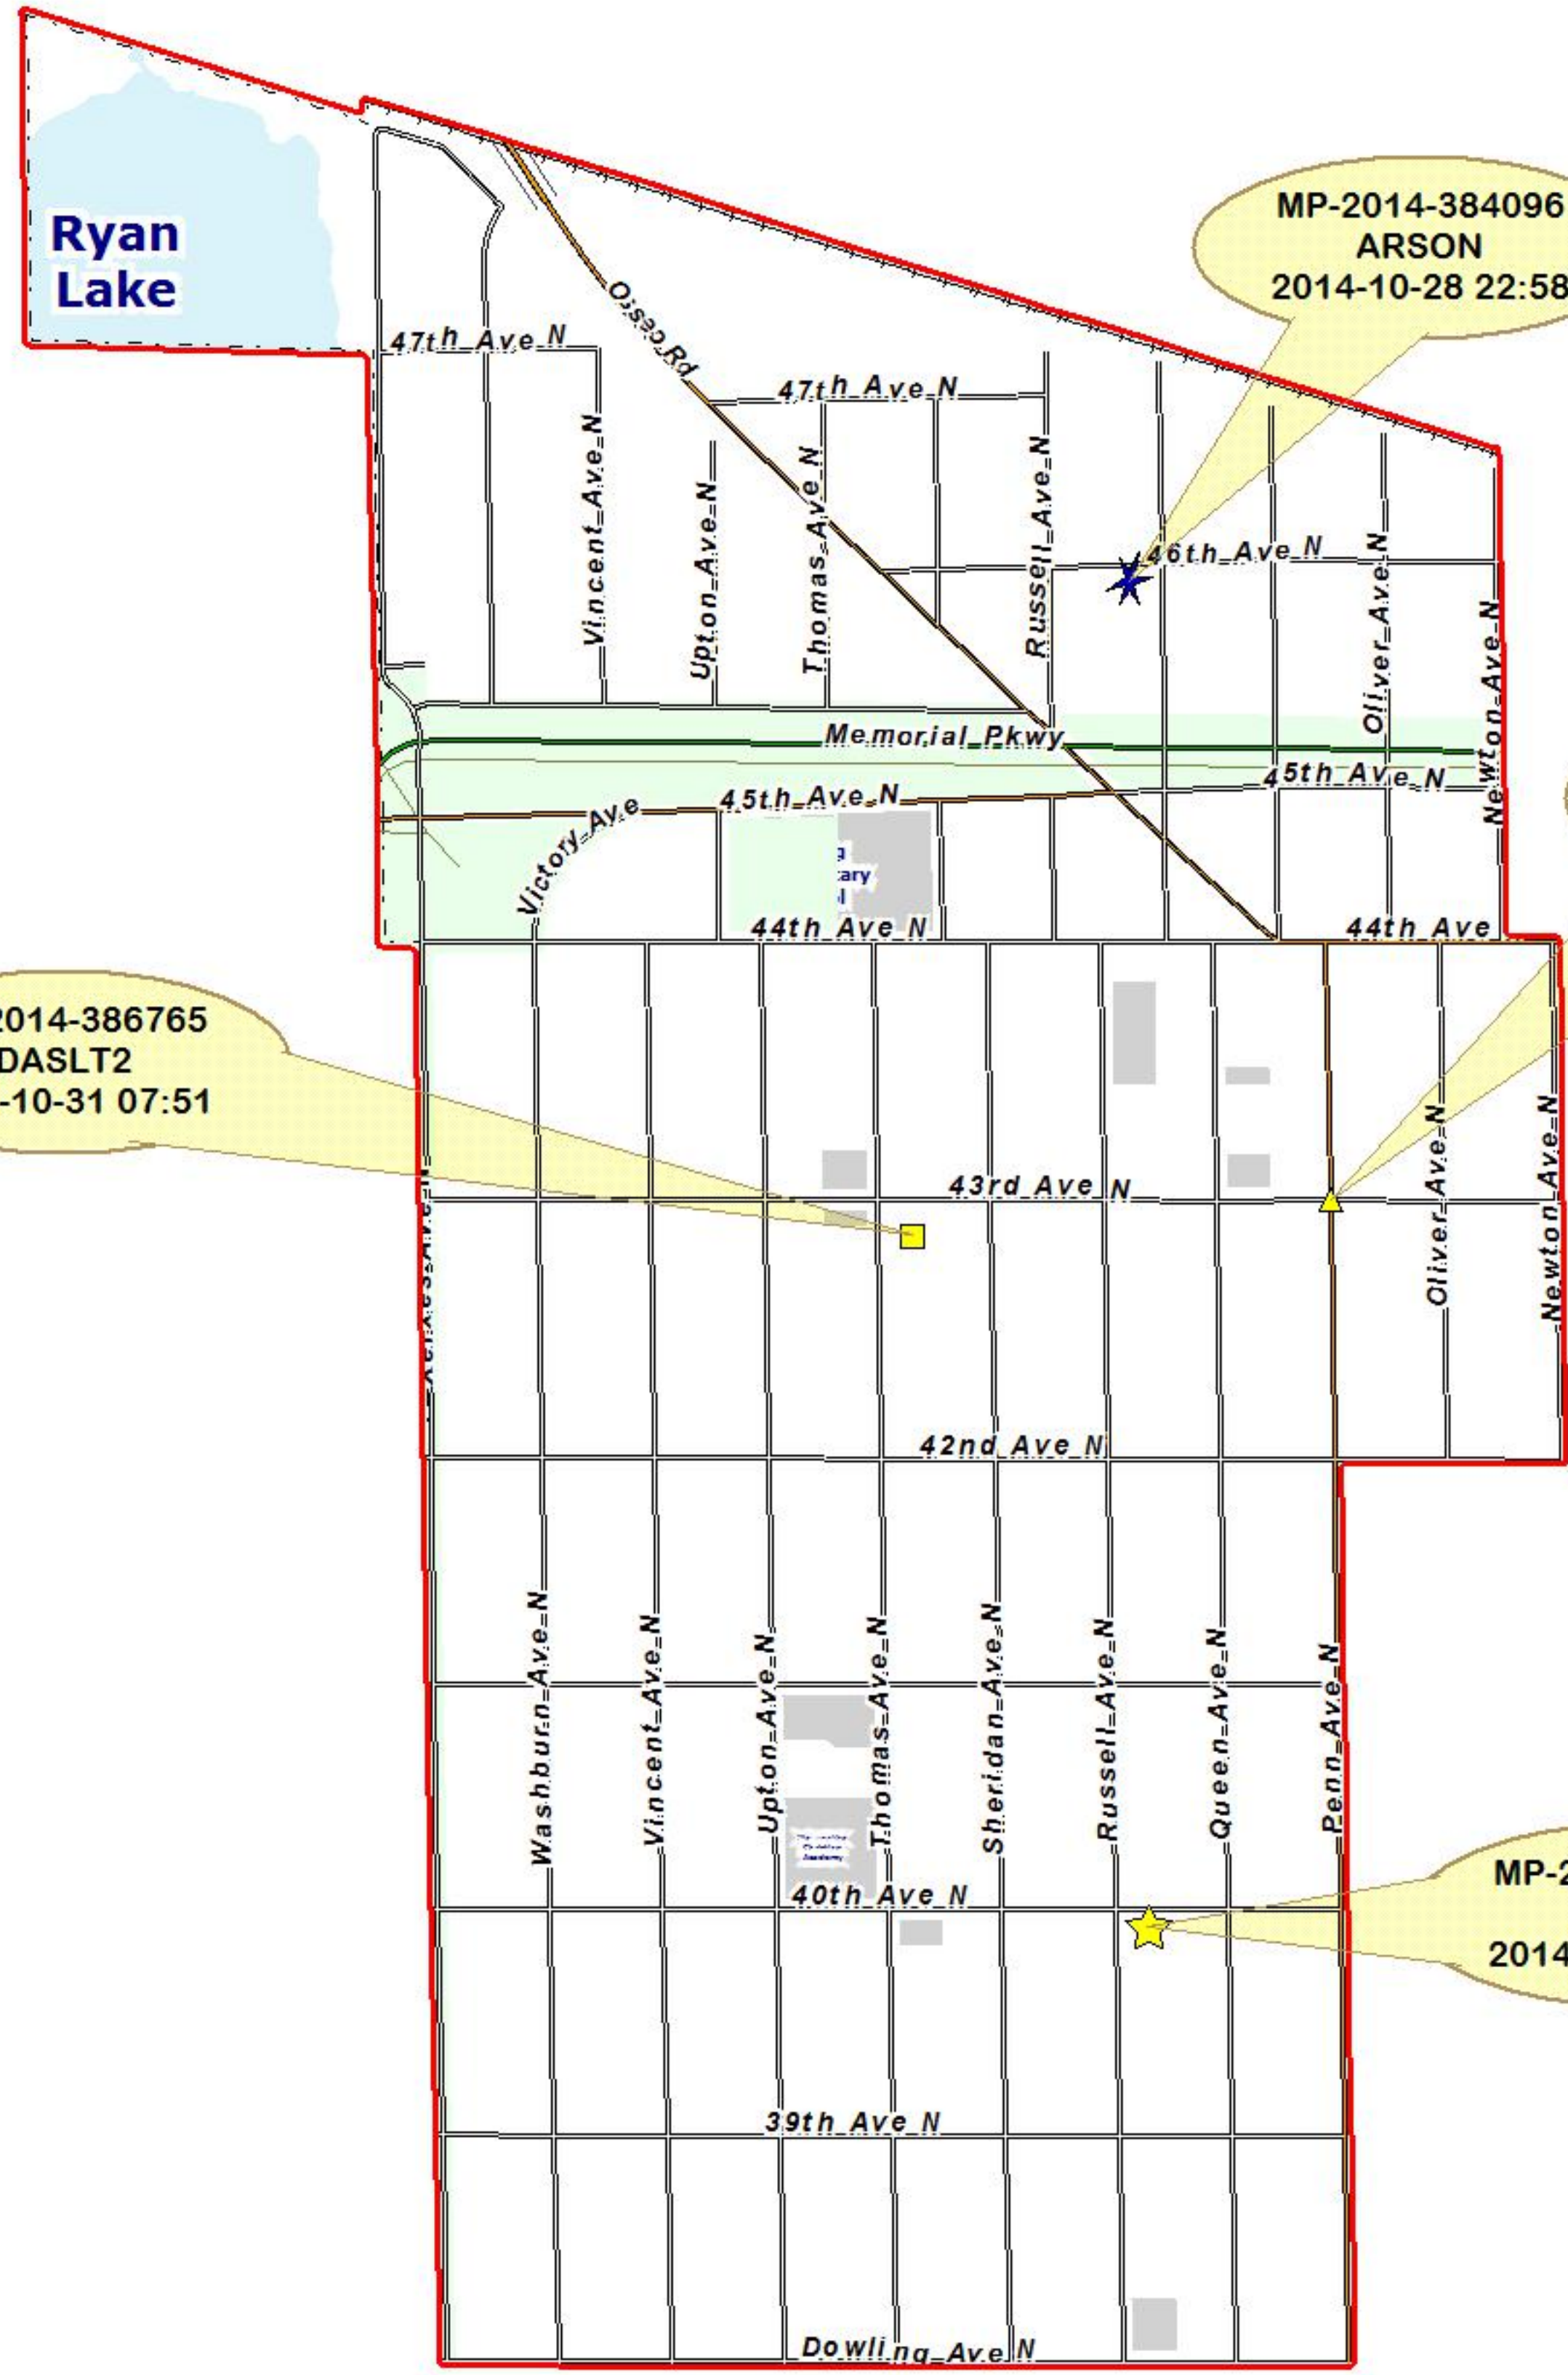 Ryan
Lake
MP-2014-384096
ARSON
2014-10-28 22:58
Osseo Rd
47th Ave N
47th Ave N
Vincent Ave N
Upton Ave N
Thomas Ave N
Russell Ave N
46th Ave N
Oliver Ave N
Newton Ave N
Memorial Pkwy
45th Ave N
45th Ave N
Victory Ave
44th Ave N
44th Ave
2014-386765
DASLT2
-10-31 07:51
43rd Ave N
Xerxes Ave N
Oliver Ave N
Newton Ave N
42nd Ave N
Washburn Ave N
Vincent Ave N
Upton Ave N
Thomas Ave N
Sheridan Ave N
Russell Ave N
Queen Ave N
Penn Ave N
Academy
40th Ave N
MP-2
2014
39th Ave N
Dowling Ave N